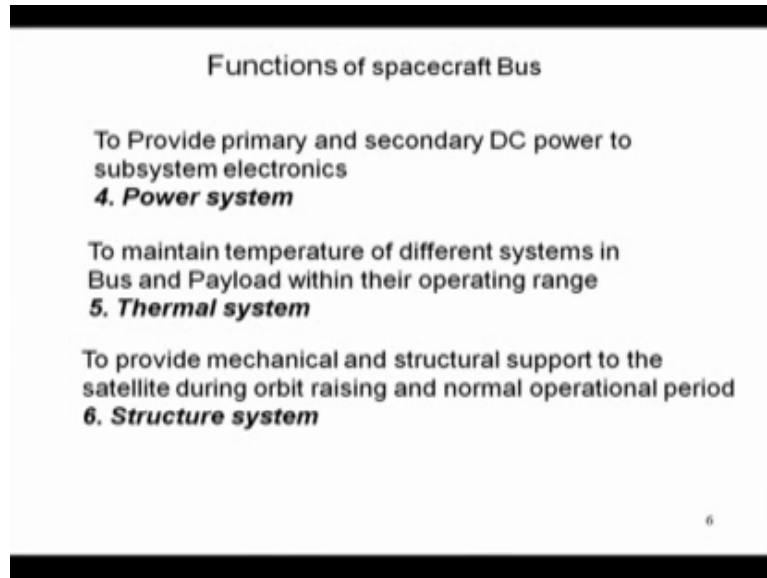 Functions of spacecraft Bus
To Provide primary and secondary DC power to
subsystem electronics
4. Power system
To maintain temperature of different systems in
Bus and Payload within their operating range
5. Thermal system
To provide mechanical and structural support to the
satellite during orbit raising and normal operational period
6. Structure system
6